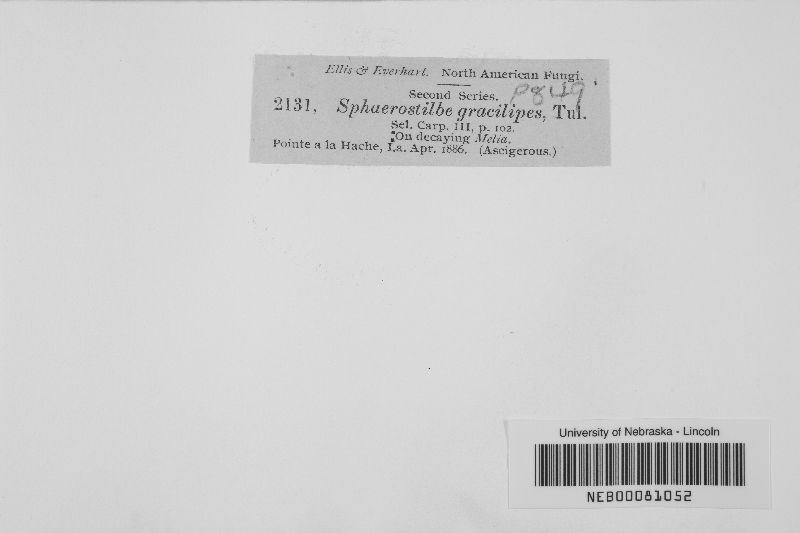 Ellis & Everhart. North American Fungi.
Second Series. P849
2131. Sphaerostilbe gracilipes, Tul.
Sel. Carp. III, p. 102.
On decaying Melia.
Pointe a la Hache, La. Apr. 1886. (Ascigerous.)
University of Nebraska - Lincoln
NEB00081052